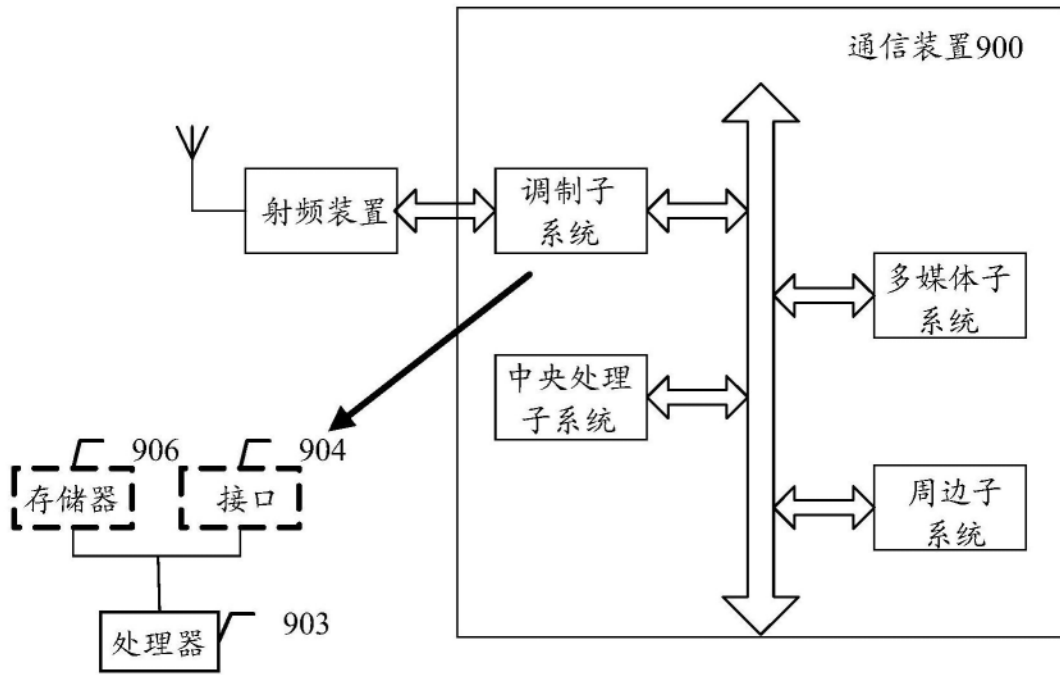 通信装置900
射频装置
调制子
系统
多媒体子
系统
中央处理
子系统
906
904
存储器
接口
周边子
系统
903
处理器